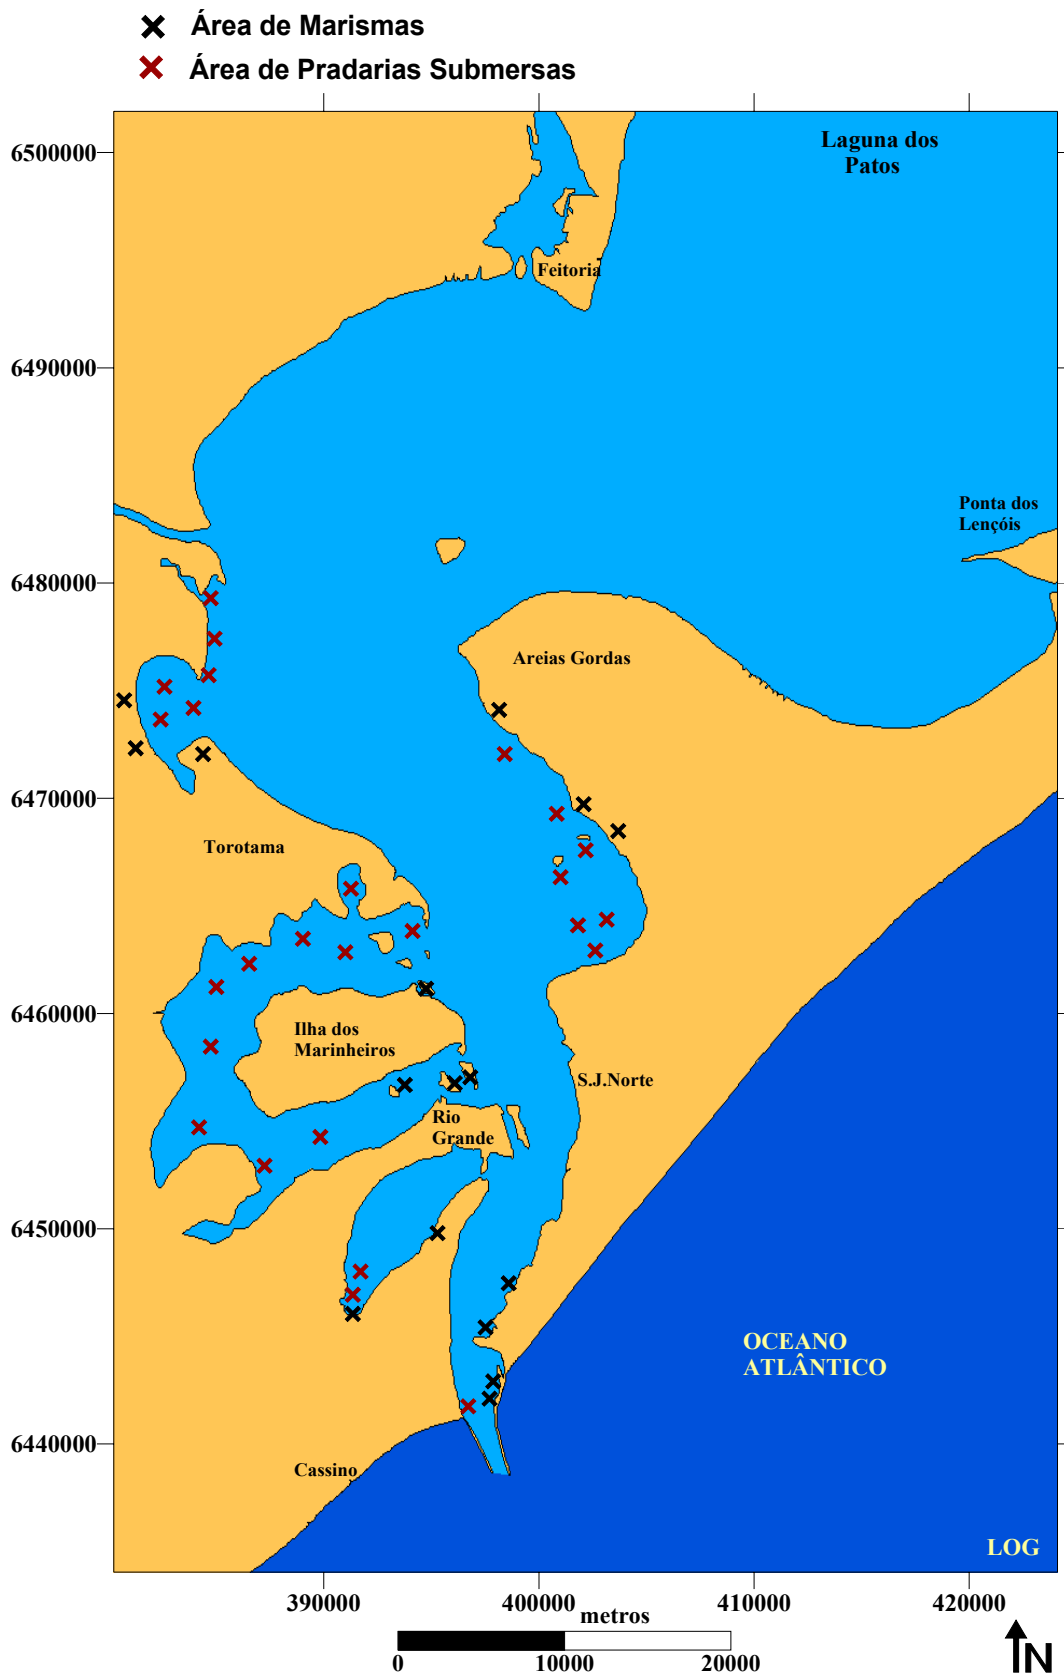 Área de Marismas
Área de Pradarias Submersas
6500000
Laguna dos
Patos
Feitoria
6490000
Ponta dos
Lençóis
6480000
Areias Gordas
6470000
Torotama
6460000
Ilha dos
Marinheiros
S.J.Norte
Rio
Grande
6450000
OCEANO
ATLÂNTICO
6440000
Cassino
LOG
390000
400000
410000
420000
metros
0
10000
20000
N